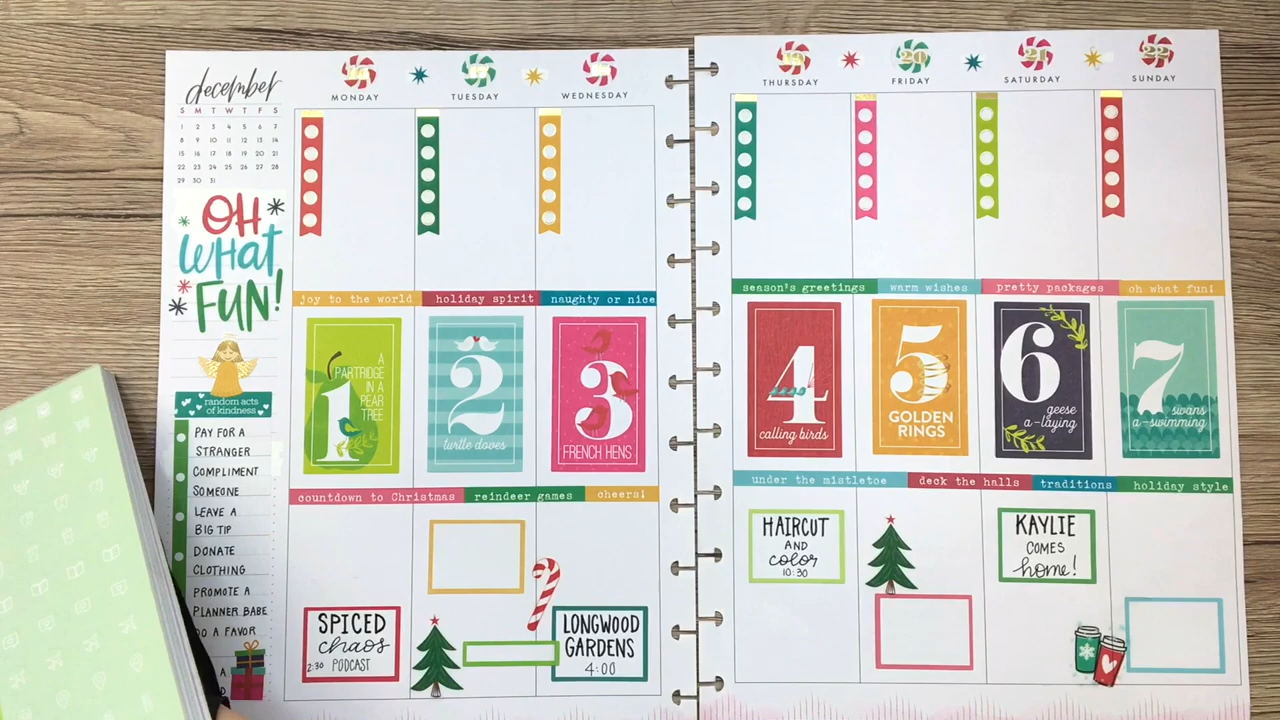 december
S M T W T F S
1 2 3 4 5 6 7
8 9 10 11 12 13 14
15 16 17 18 19 20 21
22 23 24 25 26 27 28
29 30 31
OH
WHAT
FUN!
random acts
of kindness
PAY FOR A
STRANGER
COMPLIMENT
SOMEONE
LEAVE A
BIG TIP
DONATE
CLOTHING
PROMOTE A
PLANNER BABE
DO A FAVOR
A
MONDAY
TUESDAY
WEDNESDAY
joy to the world
holiday spirit
naughty or nice
A
PARTRIDGE
IN A
PEAR
TREE
1
2
turtle doves
3
FRENCH HENS
countdown to Christmas
reindeer games
cheers!
SPICED
chaos
2:30 PODCAST
LONGWOOD
GARDENS
4:00
19
THURSDAY
20
FRIDAY
21
SATURDAY
22
SUNDAY
season's greetings
warm wishes
pretty packages
oh what fun!
4
calling birds
5
GOLDEN
RINGS
6
geese
a-laying
7
swans
a-swimming
under the mistletoe
deck the halls
traditions
holiday style
HAIRCUT
AND
color
10:30
KAYLIE
COMES
home!